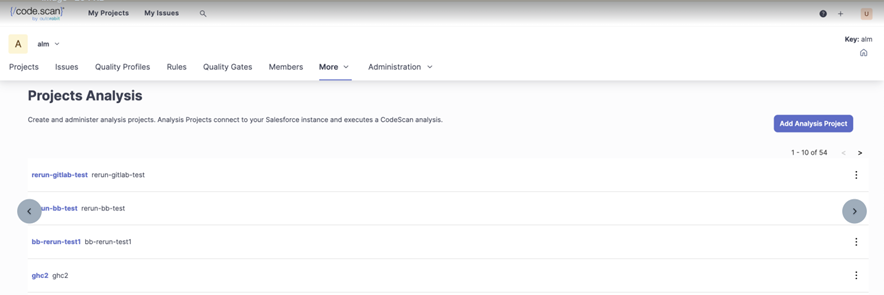 [/code.scan]
My Projects My Issues ? + U
by autorabit
A alm Key: alm
Projects Issues Quality Profiles Rules Quality Gates Members More Administration
Projects Analysis
Create and administer analysis projects. Analysis Projects connect to your Salesforce instance and executes a CodeScan analysis.
Add Analysis Project
1 - 10 of 54 < >
rerun-gitlab-test rerun-gitlab-test
un-bb-test rerun-bb-test
bb-rerun-test1 bb-rerun-test1
ghc2 ghc2